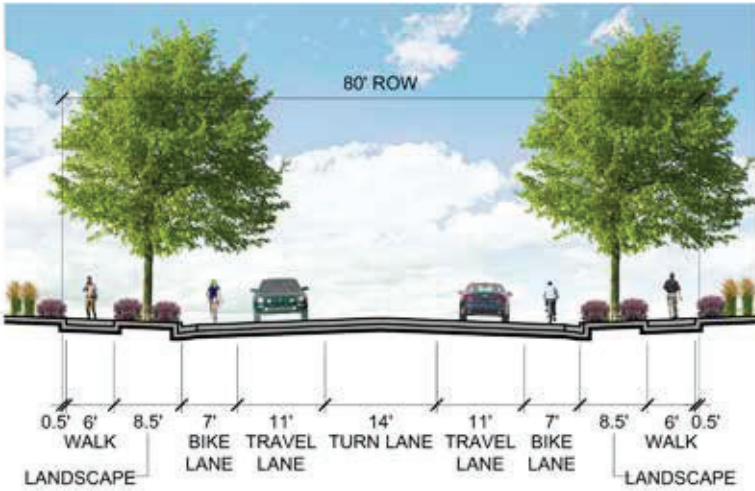 80' ROW
0.5' 6' 8.5' 7' 11' 14' 11' 7' 8.5' 6' 0.5'
WALK BIKE LANE TRAVEL LANE TURN LANE TRAVEL LANE BIKE LANE WALK
LANDSCAPE LANDSCAPE